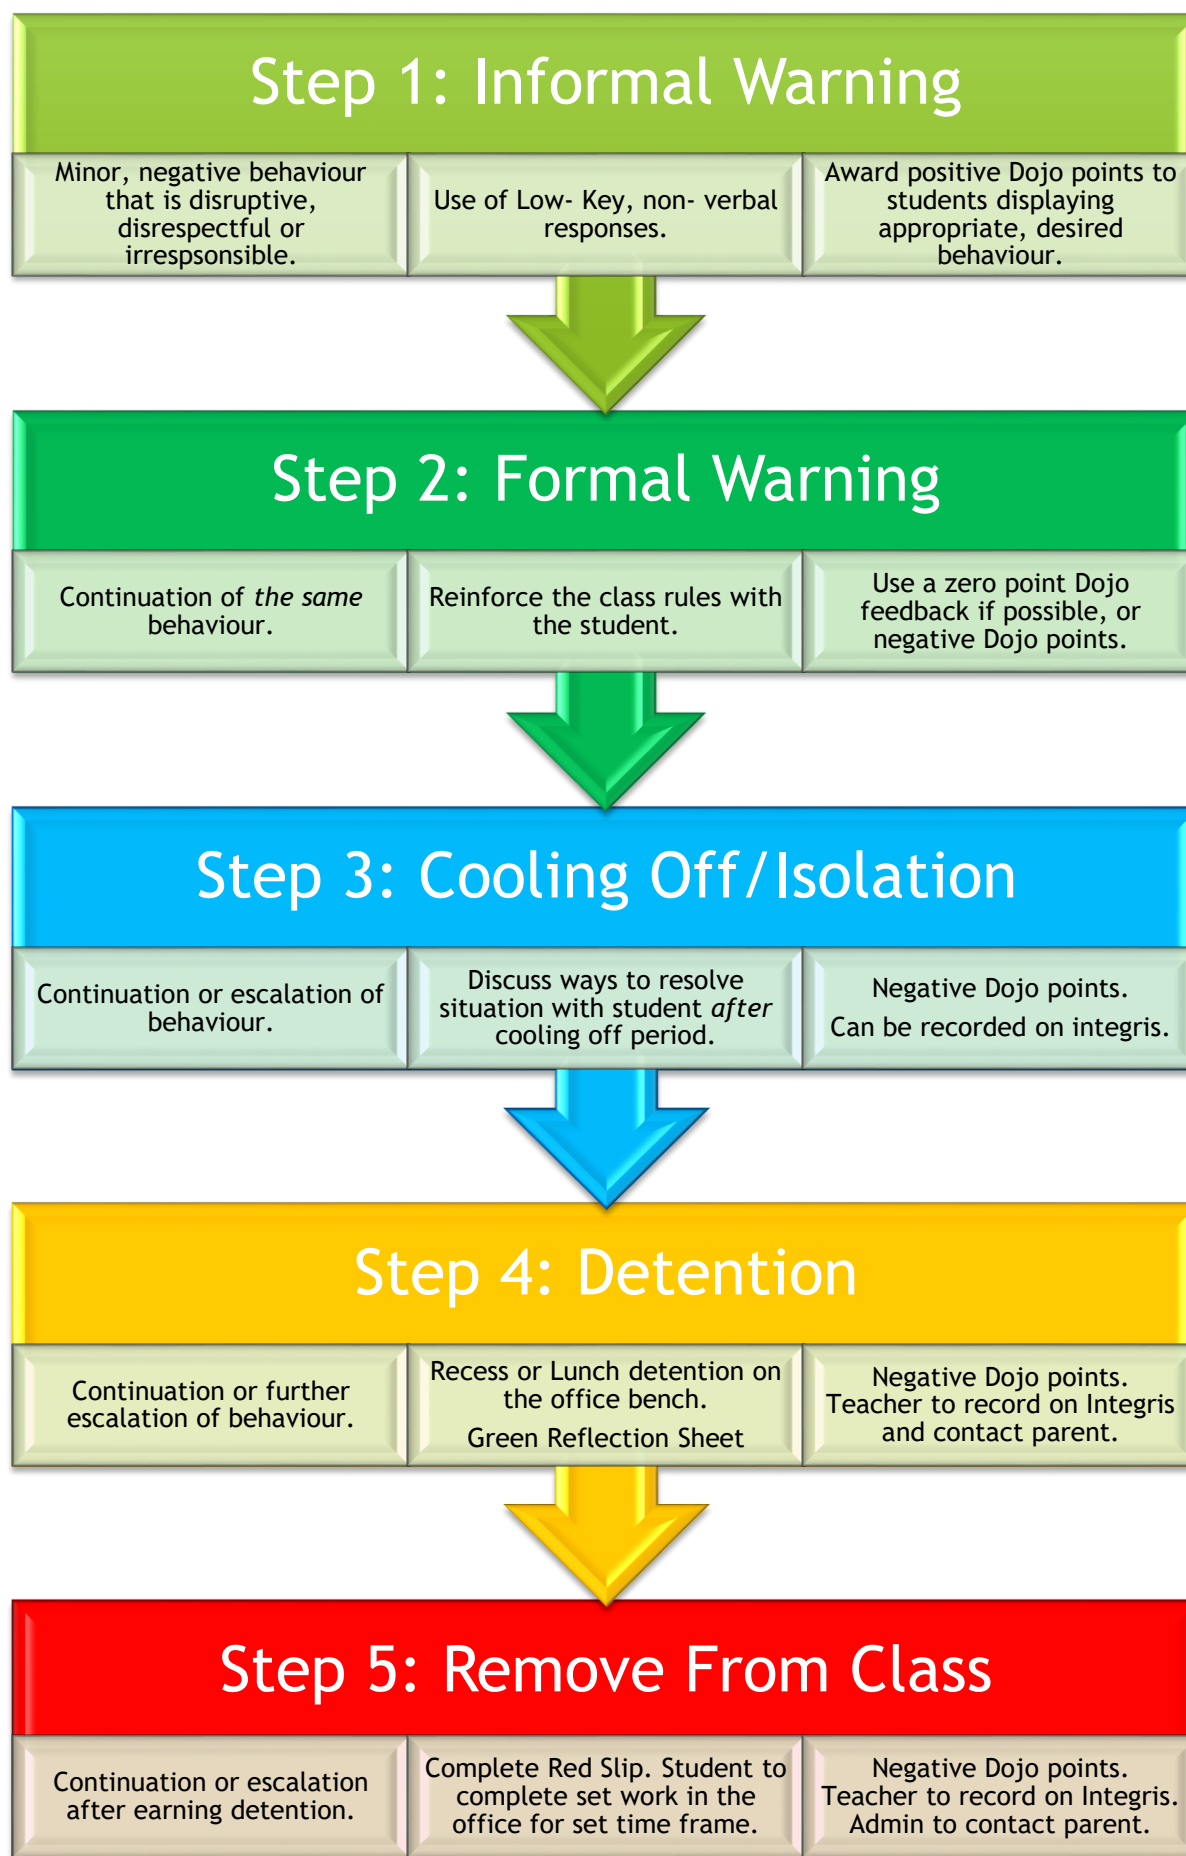 Step 1: Informal Warning
Minor, negative behaviour
that is disruptive,
disrespectful or
irrespsonsible.
Use of Low- Key, non- verbal
responses.
Award positive Dojo points to
students displaying
appropriate, desired
behaviour.
Step 2: Formal Warning
Continuation of the same
behaviour.
Reinforce the class rules with
the student.
Use a zero point Dojo
feedback if possible, or
negative Dojo points.
Step 3: Cooling Off/Isolation
Continuation or escalation of
behaviour.
Discuss ways to resolve
situation with student after
cooling off period.
Negative Dojo points.
Can be recorded on integris.
Step 4: Detention
Continuation or further
escalation of behaviour.
Recess or Lunch detention on
the office bench.
Green Reflection Sheet
Negative Dojo points.
Teacher to record on Integris
and contact parent.
Step 5: Remove From Class
Continuation or escalation
after earning detention.
Complete Red Slip. Student to
complete set work in the
office for set time frame.
Negative Dojo points.
Teacher to record on Integris.
Admin to contact parent.